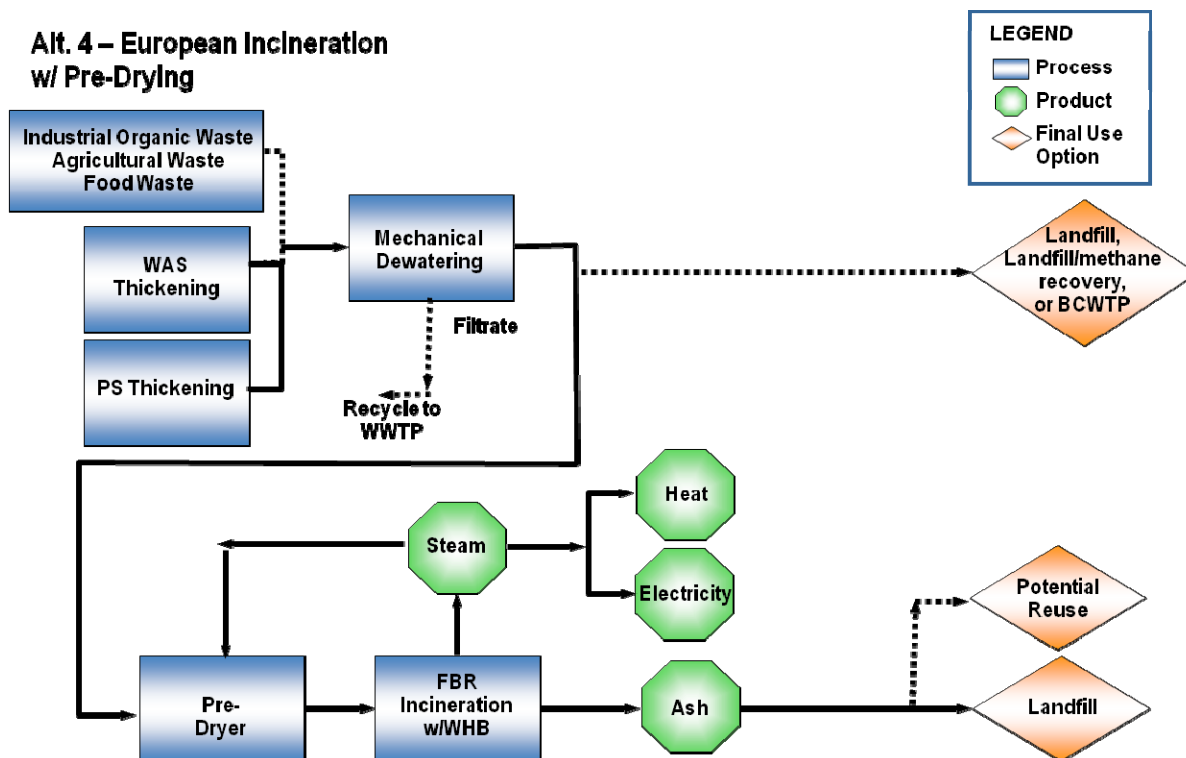 Alt. 4 – European Incineration
w/ Pre-Drying
LEGEND
Process
Product
Final Use
Option
Industrial Organic Waste
Agricultural Waste
Food Waste
WAS
Thickening
PS Thickening
Mechanical
Dewatering
Filtrate
Recycle to
WWTP
Landfill,
Landfill/methane
recovery,
or BCWTP
Heat
Steam
Electricity
Potential
Reuse
Pre-
Dryer
FBR
Incineration
w/WHB
Ash
Landfill